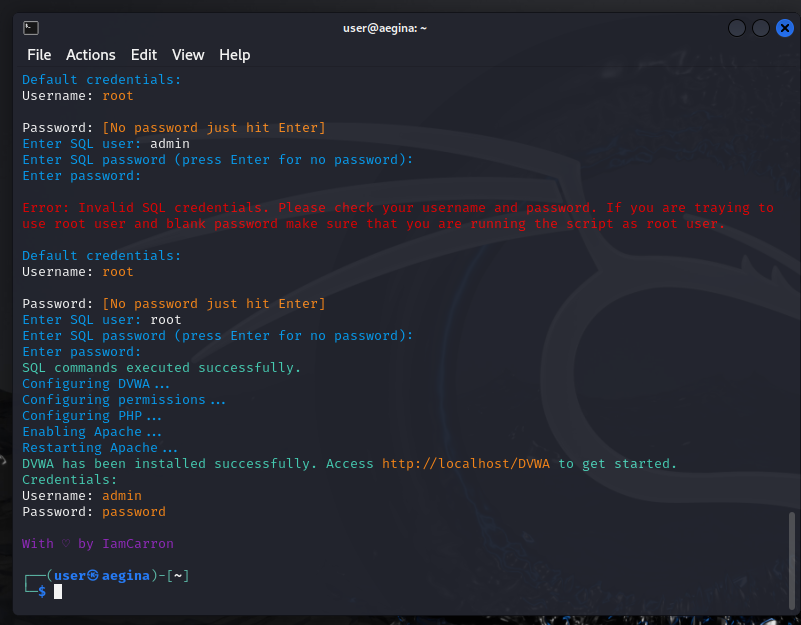 user@aegina: ~
File Actions Edit View Help
Default credentials:
Username: root
Password: [No password just hit Enter]
Enter SQL user: admin
Enter SQL password (press Enter for no password):
Enter password:
Error: Invalid SQL credentials. Please check your username and password. If you are traying to
use root user and blank password make sure that you are running the script as root user.
Default credentials:
Username: root
Password: [No password just hit Enter]
Enter SQL user: root
Enter SQL password (press Enter for no password):
Enter password:
SQL commands executed successfully.
Configuring DVWA...
Configuring permissions...
Configuring PHP...
Enabling Apache...
Restarting Apache...
DVWA has been installed successfully. Access http://localhost/DVWA to get started.
Credentials:
Username: admin
Password: password
With ♡ by IamCarron
┌──(user㉿aegina)-[~]
└─$